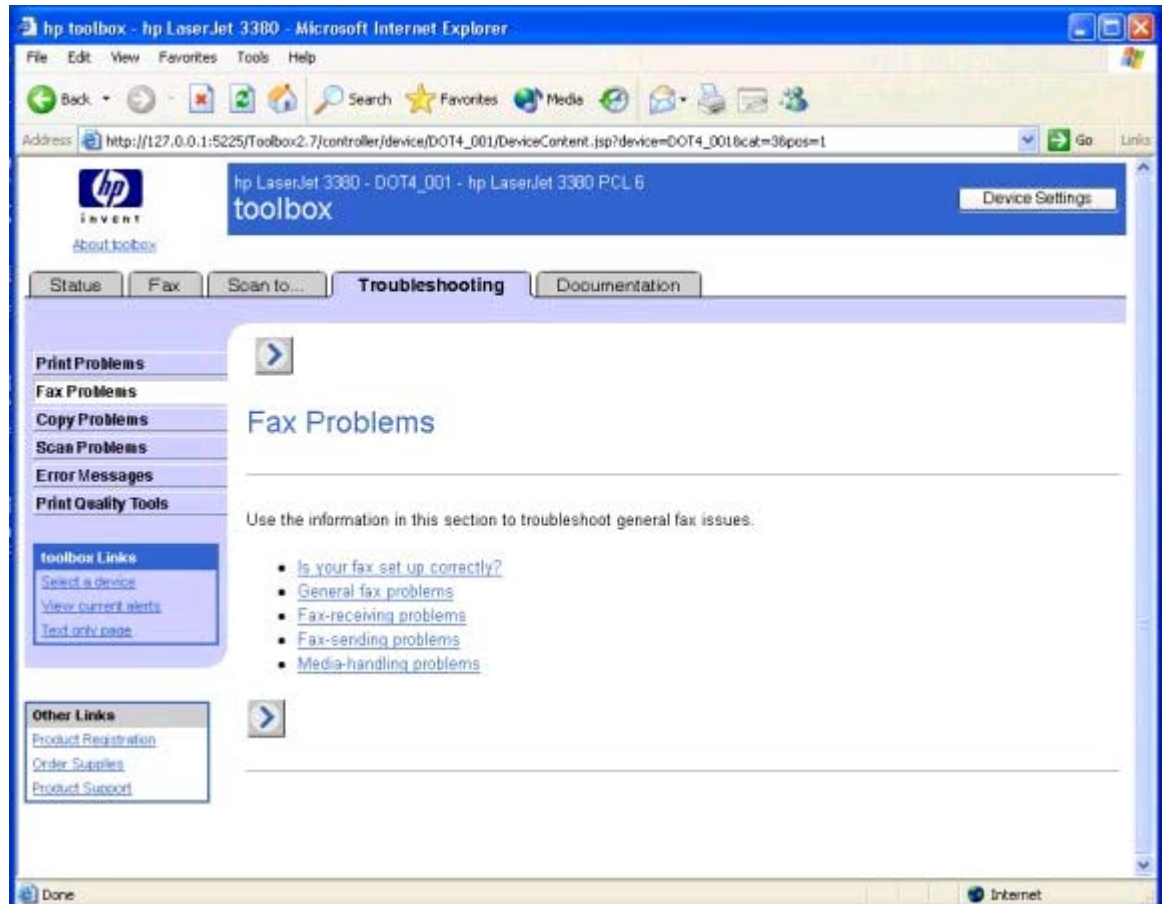 hp toolbox - hp LaserJet 3380 - Microsoft Internet Explorer
File Edit View Favorites Tools Help
Back Search Favorites Media
Address http://127.0.0.1:5225/Toolbox2.7/controller/device/DOT4_001/DeviceContent.jsp?device=DOT4_001&cat=3&pos=1 Go Links
hp
invent
About toolbox
hp LaserJet 3380 - DOT4_001 - hp LaserJet 3380 PCL 6
toolbox
Device Settings
Status Fax Scan to... Troubleshooting Documentation
Print Problems
Fax Problems
Copy Problems
Scan Problems
Error Messages
Print Quality Tools
toolbox Links
Select a device
View current alerts
Text only page
Other Links
Product Registration
Order Supplies
Product Support
Fax Problems
Use the information in this section to troubleshoot general fax issues.
Is your fax set up correctly?
General fax problems
Fax-receiving problems
Fax-sending problems
Media-handling problems
Done Internet